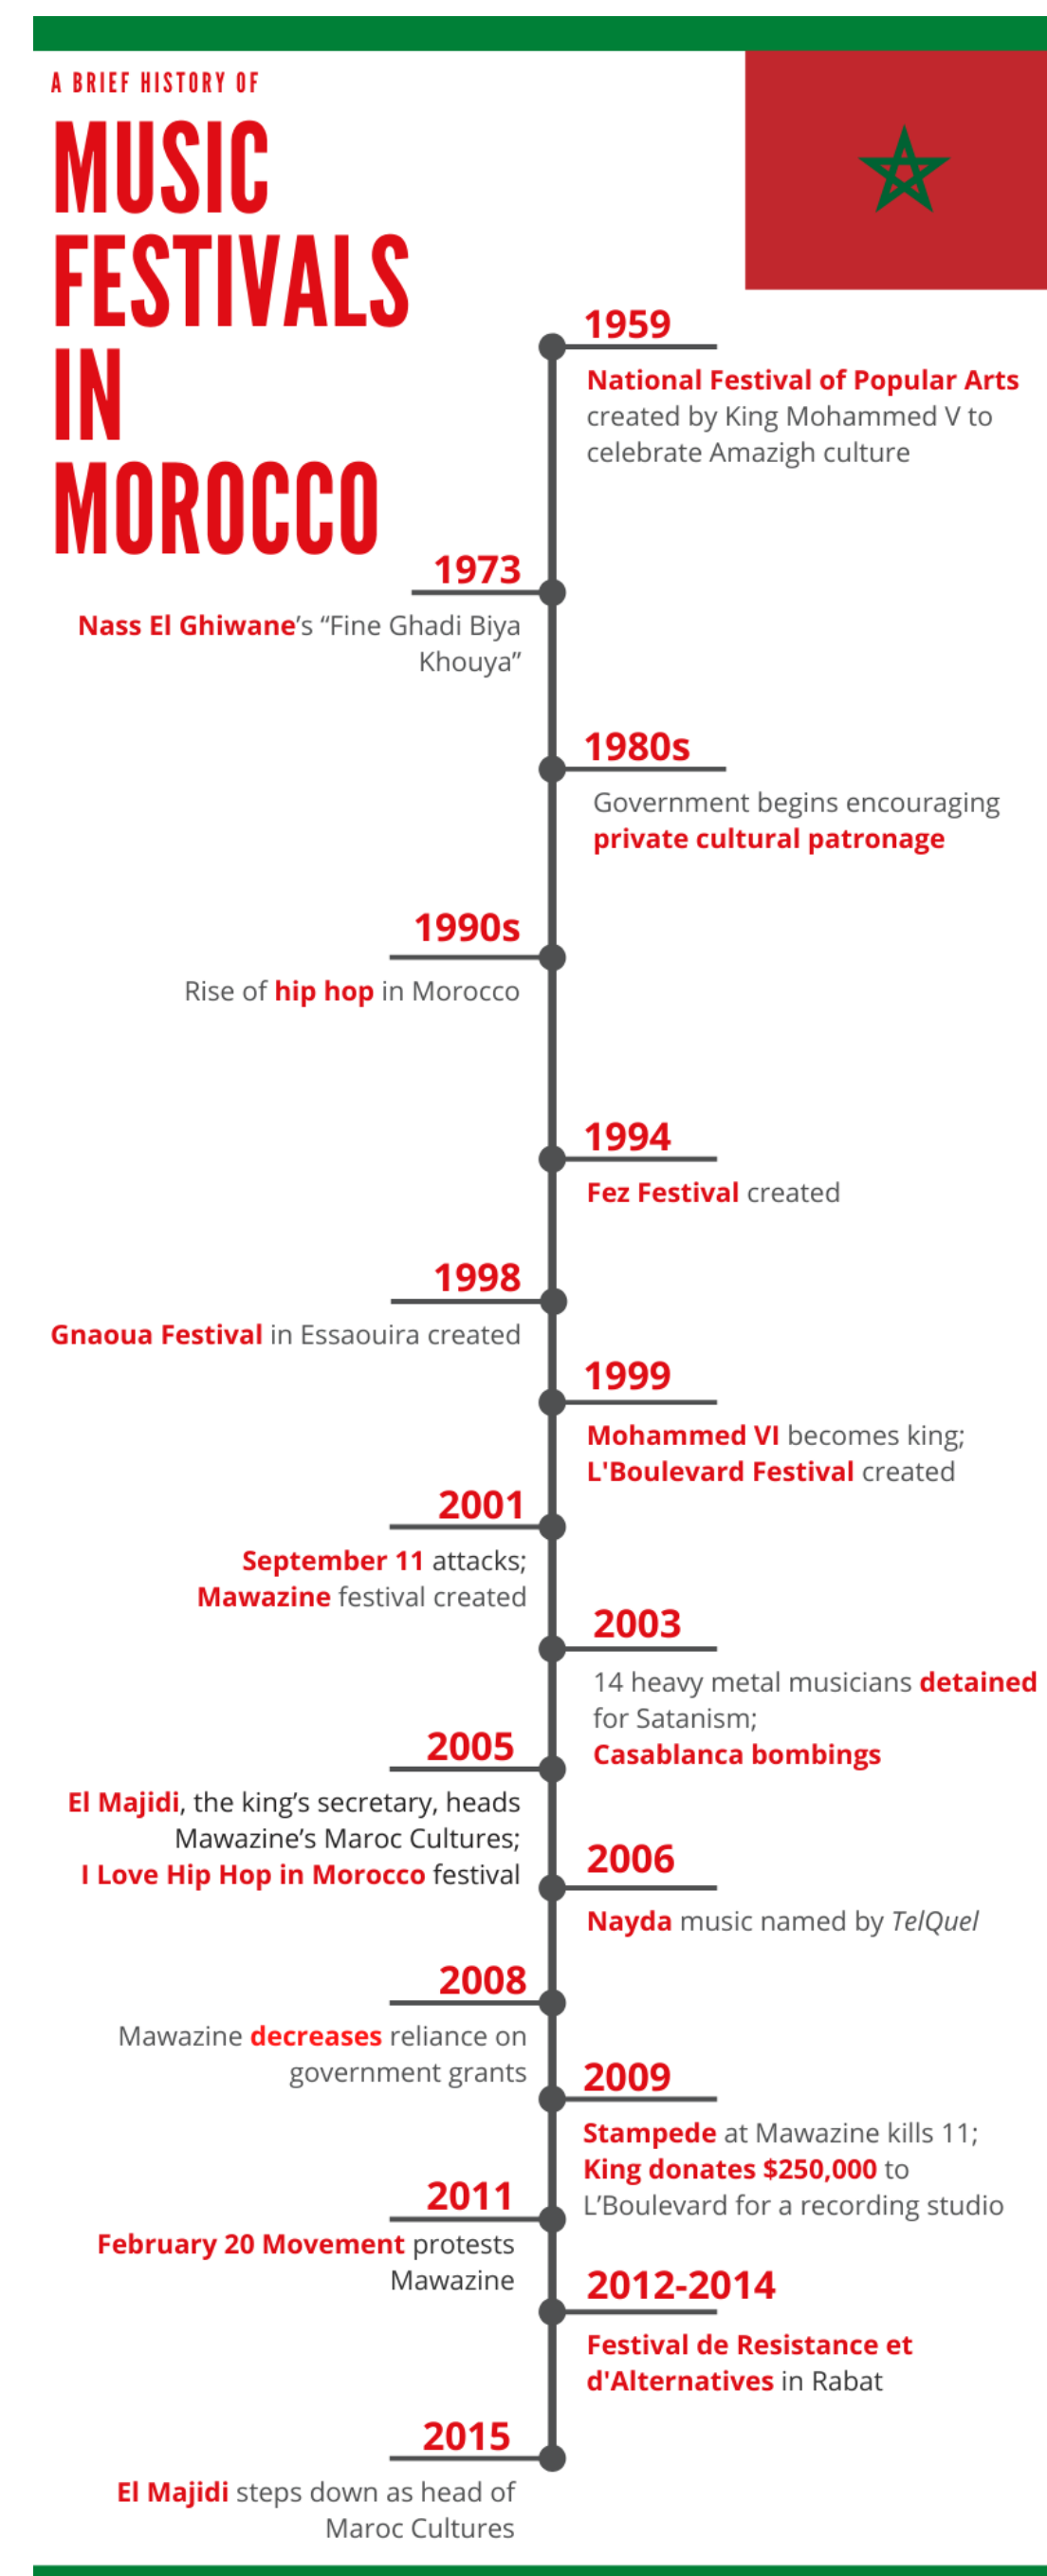 A BRIEF HISTORY OF
MUSIC
FESTIVALS
IN
MOROCCO
1959
National Festival of Popular Arts
created by King Mohammed V to
celebrate Amazigh culture
1973
Nass El Ghiwane’s “Fine Ghadi Biya
Khouya”
1980s
Government begins encouraging
private cultural patronage
1990s
Rise of hip hop in Morocco
1994
Fez Festival created
1998
Gnaoua Festival in Essaouira created
1999
Mohammed VI becomes king;
L'Boulevard Festival created
2001
September 11 attacks;
Mawazine festival created
2003
14 heavy metal musicians detained
for Satanism;
Casablanca bombings
2005
El Majidi, the king’s secretary, heads
Mawazine’s Maroc Cultures;
I Love Hip Hop in Morocco festival
2006
Nayda music named by TelQuel
2008
Mawazine decreases reliance on
government grants
2009
Stampede at Mawazine kills 11;
King donates $250,000 to
L’Boulevard for a recording studio
2011
February 20 Movement protests
Mawazine
2012-2014
Festival de Resistance et
d'Alternatives in Rabat
2015
El Majidi steps down as head of
Maroc Cultures